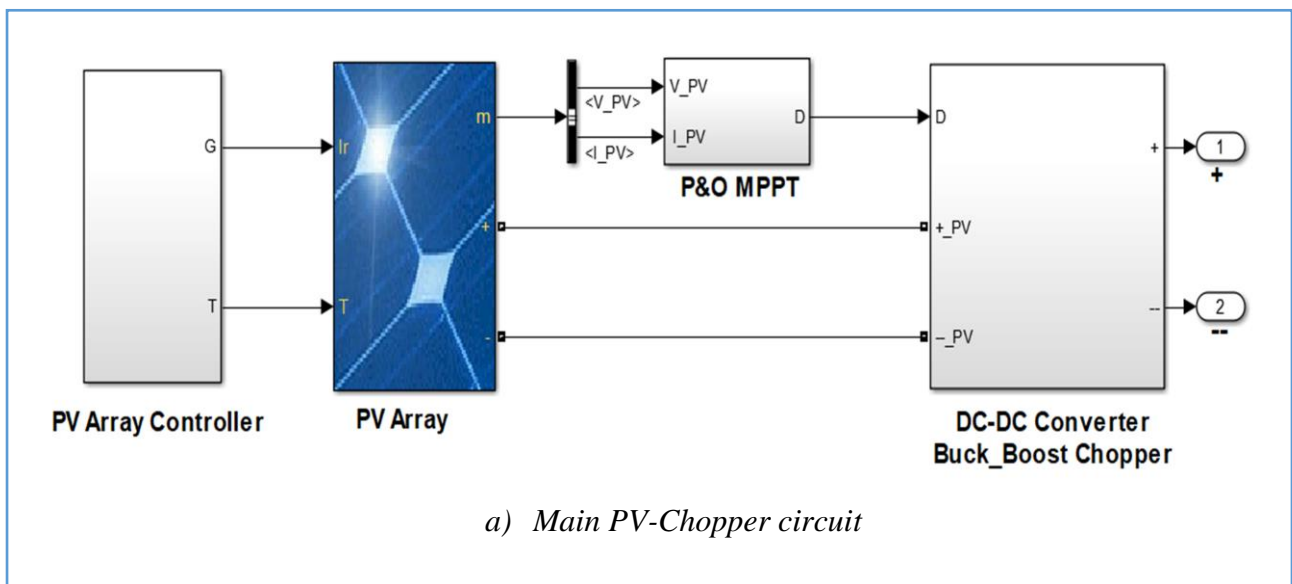 G
T
PV Array Controller
Ir
T
m
+
-
PV Array
<V_PV>
<I_PV>
V_PV
I_PV
D
P&O MPPT
D
+_PV
--_PV
+
--
DC-DC Converter
Buck_Boost Chopper
1
+
2
--
a) Main PV-Chopper circuit